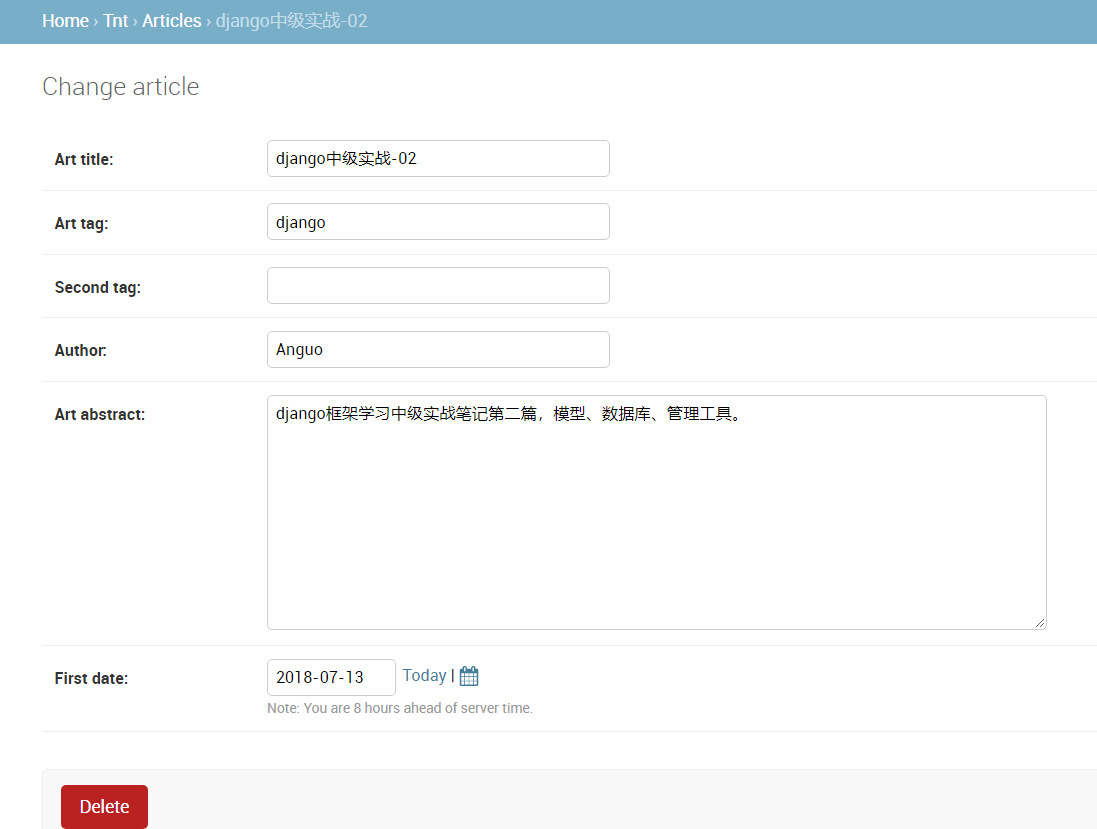 Home › Tnt › Articles › django中级实战-02
Change article
Art title:
django中级实战-02
Art tag:
django
Second tag:
Author:
Anguo
Art abstract:
django框架学习中级实战笔记第二篇，模型、数据库、管理工具。
First date:
2018-07-13 Today |
Note: You are 8 hours ahead of server time.
Delete